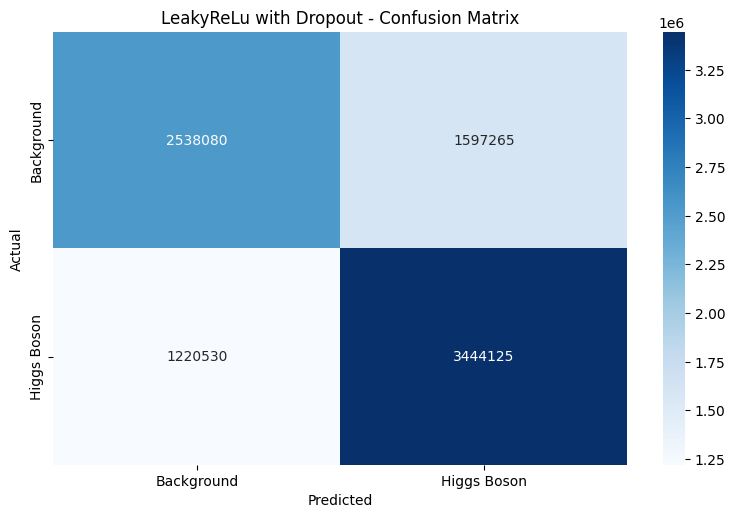 LeakyReLu with Dropout - Confusion Matrix
1e6
Background
2538080
1597265
Higgs Boson
1220530
3444125
Actual
Background
Higgs Boson
Predicted
3.25
3.00
2.75
2.50
2.25
2.00
1.75
1.50
1.25